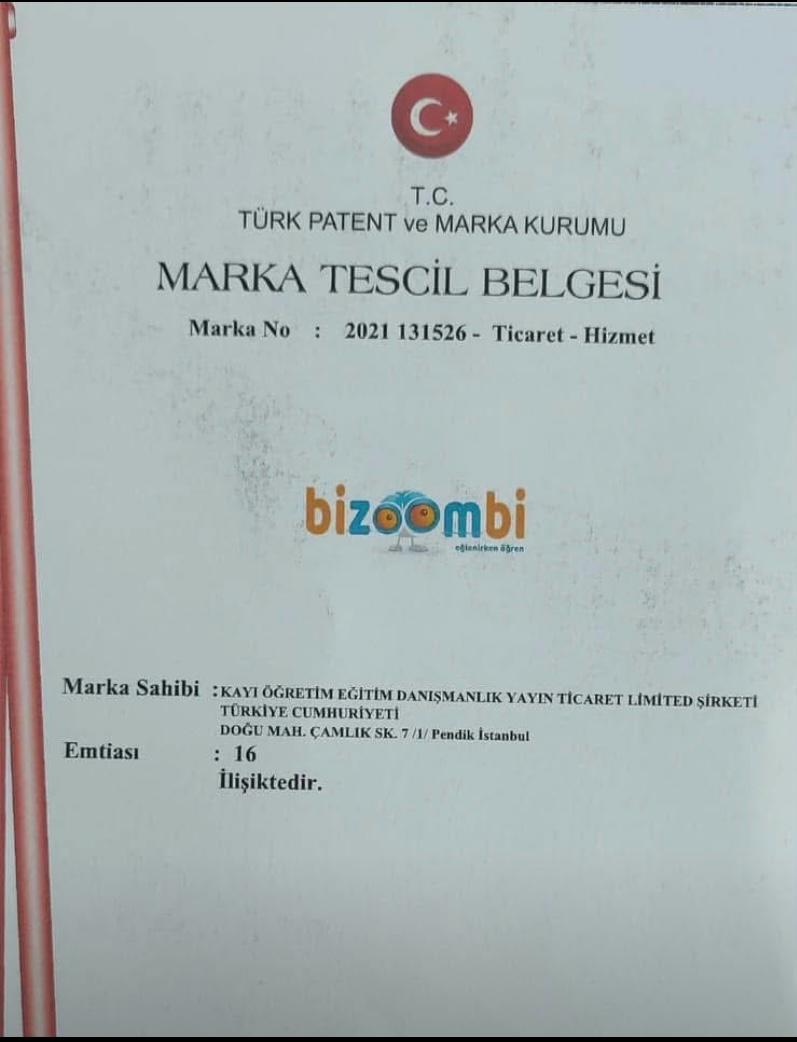 T.C.
TÜRK PATENT ve MARKA KURUMU
MARKA TESCİL BELGESİ
Marka No : 2021 131526 - Ticaret - Hizmet
bizoombi
eğlenirken öğren
Marka Sahibi : KAYI ÖĞRETİM EĞİTİM DANIŞMANLIK YAYIN TİCARET LİMİTED ŞİRKETİ
TÜRKİYE CUMHURİYETİ
DOĞU MAH. ÇAMLIK SK. 7 /1/ Pendik İstanbul
Emtiası : 16
İlişiktedir.